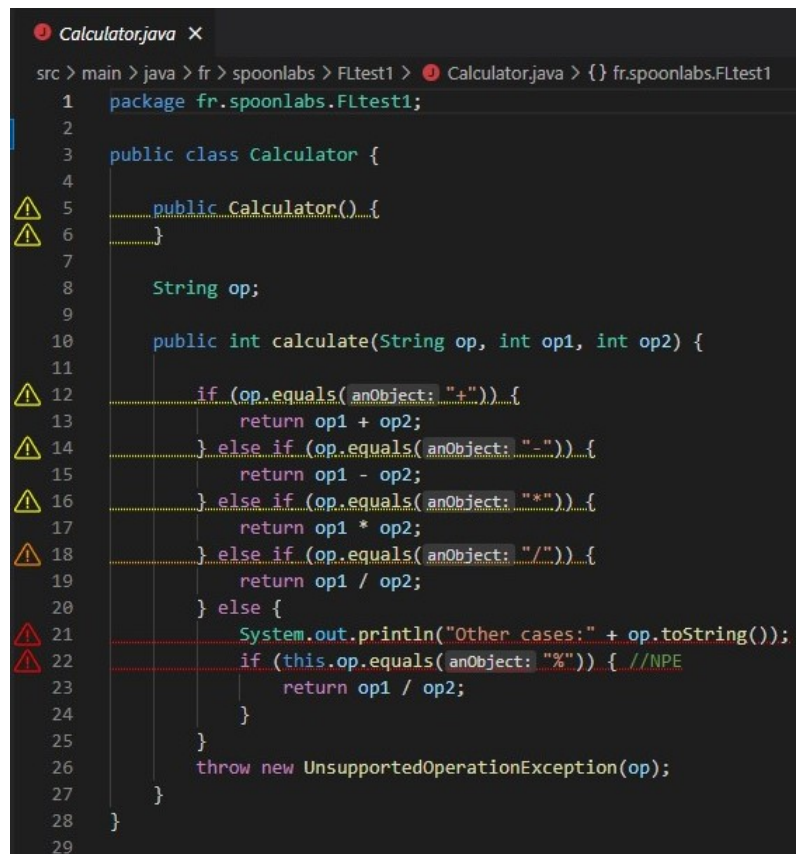 J Calculator.java ×
src > main > java > fr > spoonlabs > FLtest1 > J Calculator.java > {} fr.spoonlabs.FLtest1
1 package fr.spoonlabs.FLtest1;
2
3 public class Calculator {
4
5     public Calculator() {
6     }
7
8     String op;
9
10     public int calculate(String op, int op1, int op2) {
11
12         if (op.equals( anObject: "+")) {
13             return op1 + op2;
14         } else if (op.equals( anObject: "-")) {
15             return op1 - op2;
16         } else if (op.equals( anObject: "*")) {
17             return op1 * op2;
18         } else if (op.equals( anObject: "/")) {
19             return op1 / op2;
20         } else {
21             System.out.println("Other cases:" + op.toString());
22             if (this.op.equals( anObject: "%")) { //NPE
23                 return op1 / op2;
24             }
25         }
26         throw new UnsupportedOperationException(op);
27     }
28 }
29